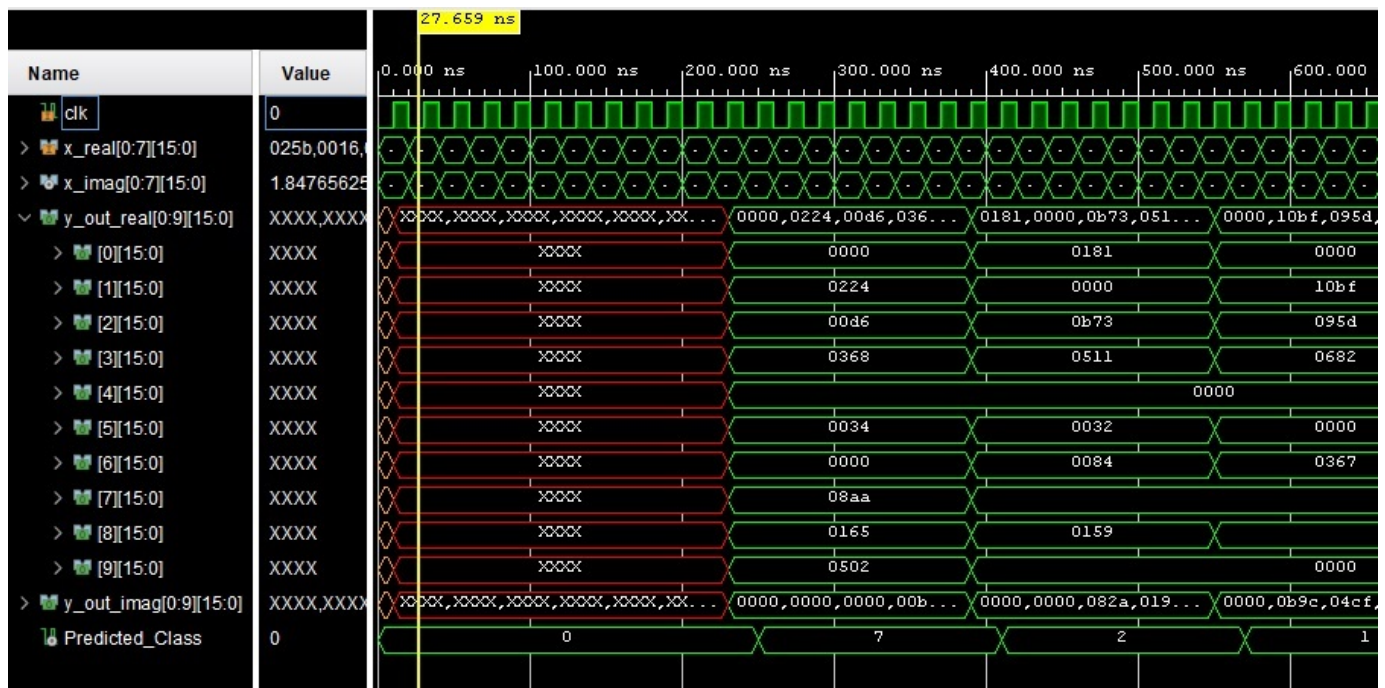 27.659 ns
Name Value 0.000 ns 100.000 ns 200.000 ns 300.000 ns 400.000 ns 500.000 ns 600.000
clk 0
x_real[0:7][15:0] 025b,0016,
x_imag[0:7][15:0] 1.84765625
y_out_real[0:9][15:0] XXXX,XXXX XXXX,XXXX,XXXX,XXXX,XXXX,XX... 0000,0224,00d6,036... 0181,0000,0b73,051... 0000,10bf,095d,
[0][15:0] XXXX XXXX 0000 0181 0000
[1][15:0] XXXX XXXX 0224 0000 10bf
[2][15:0] XXXX XXXX 00d6 0b73 095d
[3][15:0] XXXX XXXX 0368 0511 0682
[4][15:0] XXXX XXXX 0000
[5][15:0] XXXX XXXX 0034 0032 0000
[6][15:0] XXXX XXXX 0000 0084 0367
[7][15:0] XXXX XXXX 08aa
[8][15:0] XXXX XXXX 0165 0159
[9][15:0] XXXX XXXX 0502 0000
y_out_imag[0:9][15:0] XXXX,XXXX XXXX,XXXX,XXXX,XXXX,XXXX,XX... 0000,0000,0000,00b... 0000,0000,082a,019... 0000,0b9c,04cf,
Predicted_Class 0 0 7 2 1